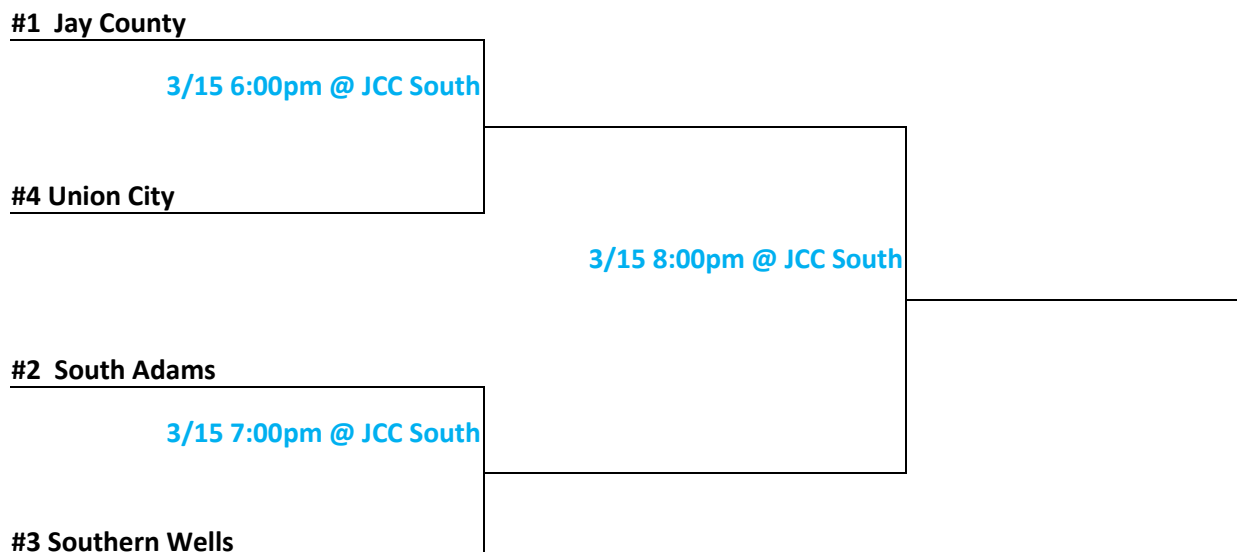 #1  Jay County
3/15 6:00pm @ JCC South
#4 Union City
3/15 8:00pm @ JCC South
#2  South Adams
3/15 7:00pm @ JCC South
#3 Southern Wells